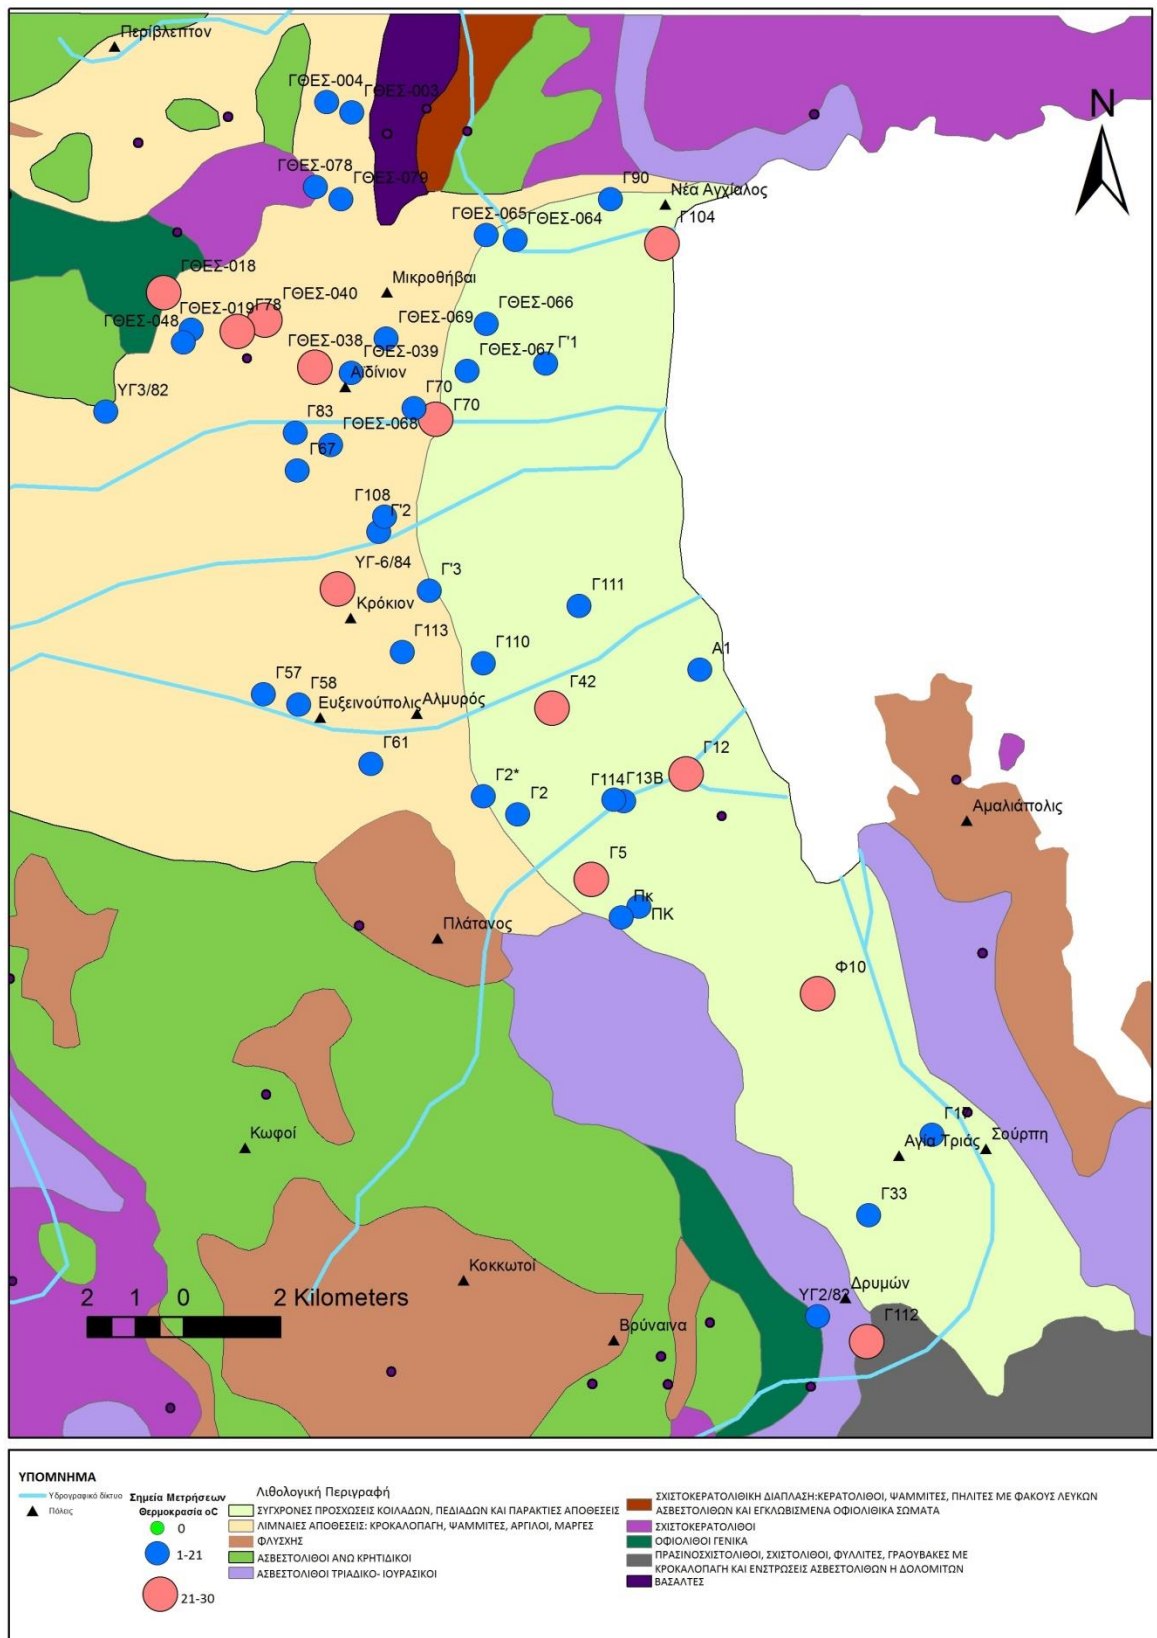 Περίβλεπτον
ΓΘΕΣ-004
ΓΘΕΣ-003
N
ΓΘΕΣ-078
ΓΘΕΣ-079
Γ90
Νέα Αγχίαλος
ΓΘΕΣ-065
ΓΘΕΣ-064
Γ104
ΓΘΕΣ-018
Μικροθήβαι
ΓΘΕΣ-040
ΓΘΕΣ-019
Γ78
ΓΘΕΣ-048
ΓΘΕΣ-066
ΓΘΕΣ-069
ΓΘΕΣ-038
ΓΘΕΣ-039
ΓΘΕΣ-067
Γ'1
Αϊδίνιον
ΥΓ3/82
Γ70
Γ70
Γ83
ΓΘΕΣ-068
Γ67
Γ108
Γ'2
ΥΓ-6/84
Γ'3
Κρόκιον
Γ111
Γ113
Γ110
Α1
Γ57
Γ58
Ευξεινούπολις
Αλμυρός
Γ42
Γ61
Γ12
Γ2*
Γ2
Γ114
Γ13Β
Αμαλιάπολις
Γ5
Πκ
ΠΚ
Πλάτανος
Φ10
Γ17
Κωφοί
Αγία Τριάς
Σούρπη
Γ33
Κοκκωτοί
Δρυμών
2 1 0 2 Kilometers
ΥΓ2/82
Γ112
Βρύναινα
ΥΠΟΜΝΗΜΑ
Υδρογραφικό δίκτυο
Πόλεις
Σημεία Μετρήσεων
Θερμοκρασία oC
0
1-21
21-30
Λιθολογική Περιγραφή
ΣΥΓΧΡΟΝΕΣ ΠΡΟΣΧΩΣΕΙΣ ΚΟΙΛΑΔΩΝ, ΠΕΔΙΑΔΩΝ ΚΑΙ ΠΑΡΑΚΤΙΕΣ ΑΠΟΘΕΣΕΙΣ
ΛΙΜΝΑΙΕΣ ΑΠΟΘΕΣΕΙΣ: ΚΡΟΚΑΛΟΠΑΓΗ, ΨΑΜΜΙΤΕΣ, ΑΡΓΙΛΟΙ, ΜΑΡΓΕΣ
ΦΛΥΣΧΗΣ
ΑΣΒΕΣΤΟΛΙΘΟΙ ΑΝΩ ΚΡΗΤΙΔΙΚΟΙ
ΑΣΒΕΣΤΟΛΙΘΟΙ ΤΡΙΑΔΙΚΟ- ΙΟΥΡΑΣΙΚΟΙ
ΣΧΙΣΤΟΚΕΡΑΤΟΛΙΘΙΚΗ ΔΙΑΠΛΑΣΗ:ΚΕΡΑΤΟΛΙΘΟΙ, ΨΑΜΜΙΤΕΣ, ΠΗΛΙΤΕΣ ΜΕ ΦΑΚΟΥΣ ΛΕΥΚΩΝ
ΑΣΒΕΣΤΟΛΙΘΩΝ ΚΑΙ ΕΓΚΛΩΒΙΣΜΕΝΑ ΟΦΙΟΛΙΘΙΚΑ ΣΩΜΑΤΑ
ΣΧΙΣΤΟΚΕΡΑΤΟΛΙΘΟΙ
ΟΦΙΟΛΙΘΟΙ ΓΕΝΙΚΑ
ΠΡΑΣΙΝΟΣΧΙΣΤΟΛΙΘΟΙ, ΣΧΙΣΤΟΛΙΘΟΙ, ΦΥΛΛΙΤΕΣ, ΓΡΑΟΥΒΑΚΕΣ ΜΕ
ΚΡΟΚΑΛΟΠΑΓΗ ΚΑΙ ΕΝΣΤΡΩΣΕΙΣ ΑΣΒΕΣΤΟΛΙΘΩΝ Η ΔΟΛΟΜΙΤΩΝ
ΒΑΣΑΛΤΕΣ